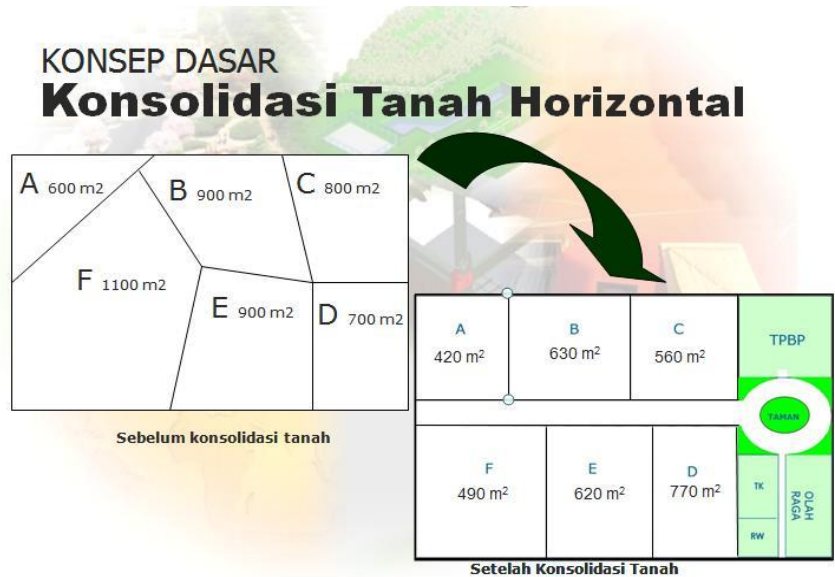 KONSEP DASAR
Konsolidasi Tanah Horizontal
A 600 m2
B 900 m2
C 800 m2
F 1100 m2
E 900 m2
D 700 m2
Sebelum konsolidasi tanah
A
420 m²
B
630 m²
C
560 m²
TPBP
TAMAN
F
490 m²
E
620 m²
D
770 m²
TK
RW
OLAH
RAGA
Setelah Konsolidasi Tanah